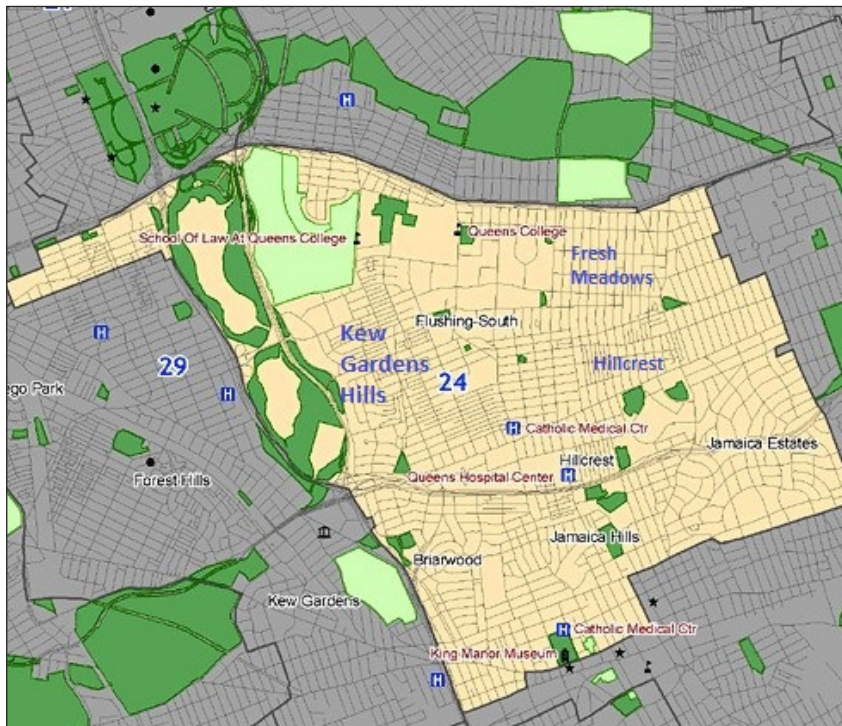 H
School Of Law At Queens College
Queens College
Fresh
Meadows
H
Flushing-South
Kew
Gardens
Hills
29
24
Hillcrest
ego Park
H
H
Catholic Medical Ctr
Jamaica Estates
Hillcrest
Forest Hills
Queens Hospital Center
H
Jamaica Hills
Briarwood
Kew Gardens
H
Catholic Medical Ctr
King Manor Museum
H